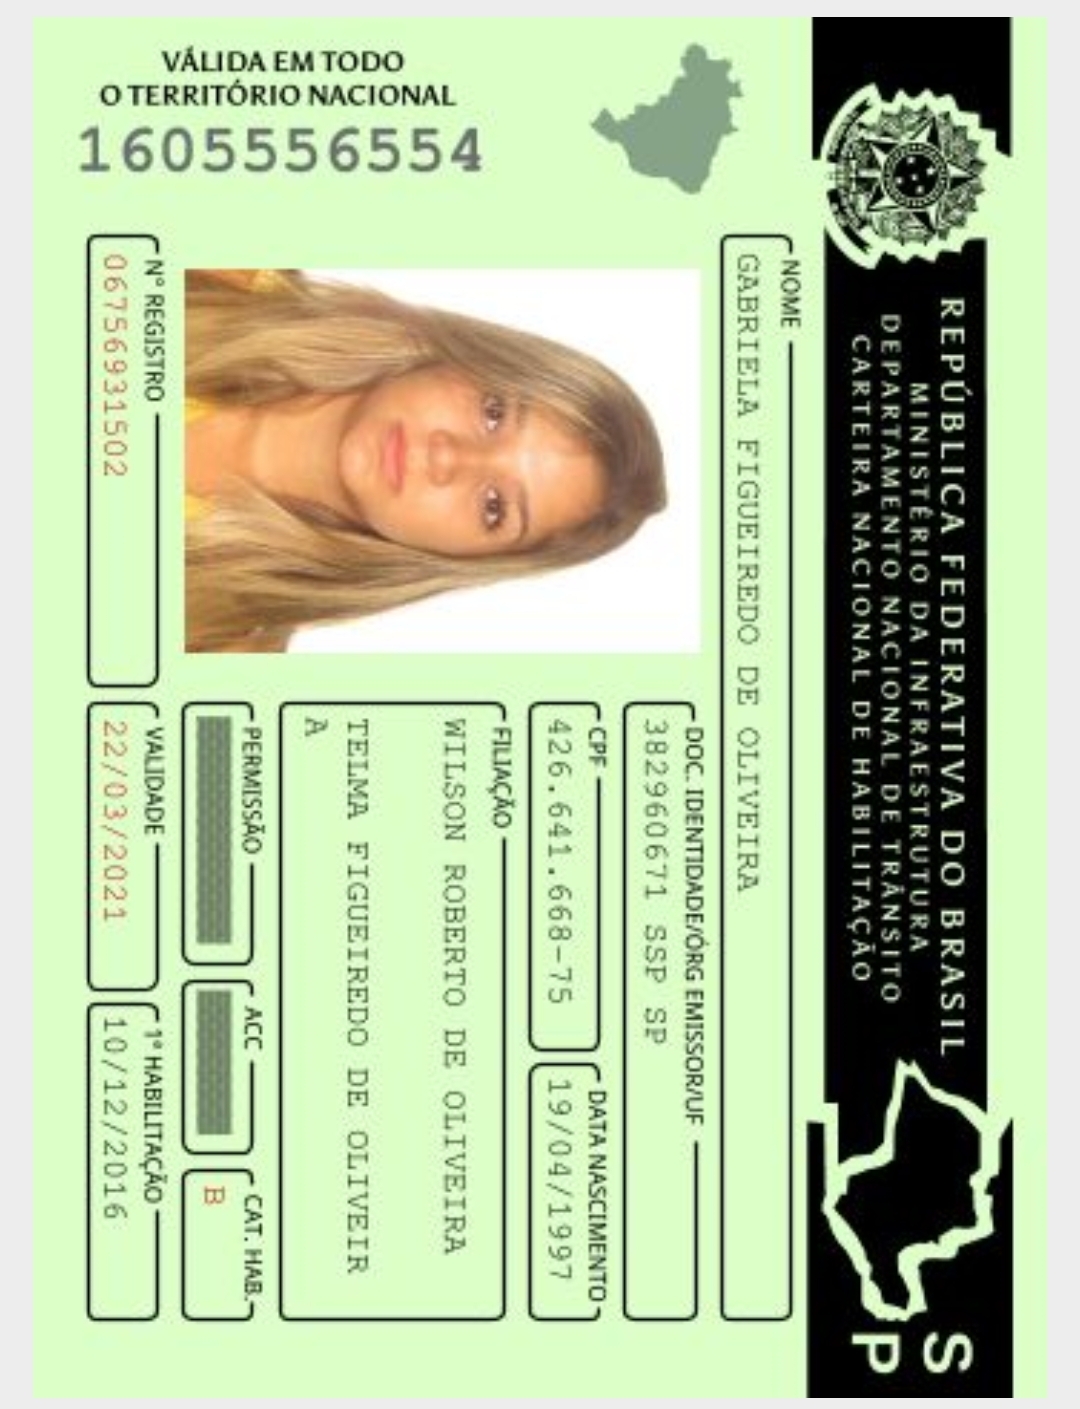 VÁLIDA EM TODO
O TERRITÓRIO NACIONAL
1605556554
REPÚBLICA FEDERATIVA DO BRASIL
MINISTÉRIO DA INFRAESTRUTURA
DEPARTAMENTO NACIONAL DE TRÂNSITO
CARTEIRA NACIONAL DE HABILITAÇÃO
SP
NOME
GABRIELA FIGUEIREDO DE OLIVEIRA
DOC. IDENTIDADE/ÓRG EMISSOR/UF
382960671 SSP SP
CPF
426.641.668-75
DATA NASCIMENTO
19/04/1997
FILIAÇÃO
WILSON ROBERTO DE OLIVEIRA
TELMA FIGUEIREDO DE OLIVEIR
A
PERMISSÃO
ACC
CAT. HAB.
B
Nº REGISTRO
06756931502
VALIDADE
22/03/2021
1º HABILITAÇÃO
10/12/2016